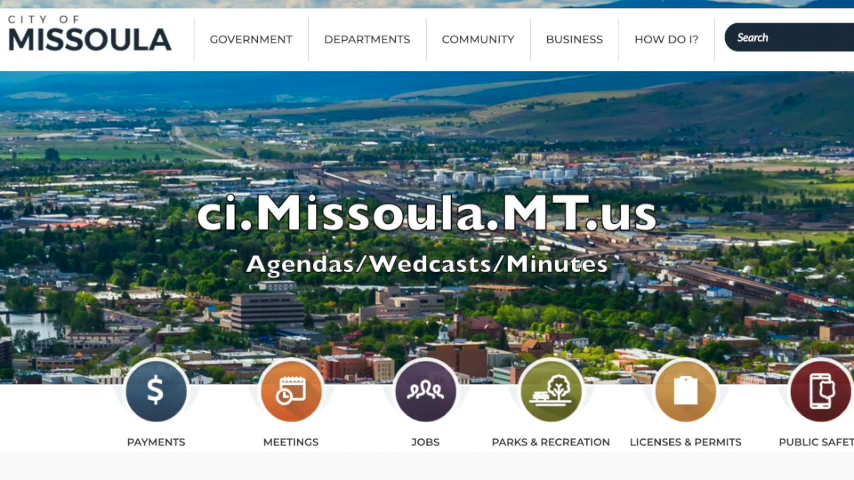 CITY OF
MISSOULA
GOVERNMENT
DEPARTMENTS
COMMUNITY
BUSINESS
HOW DO I?
Search
ci.Missoula.MT.us
Agendas/Wedcasts/Minutes
$
PAYMENTS
MEETINGS
JOBS
PARKS & RECREATION
LICENSES & PERMITS
PUBLIC SAFET